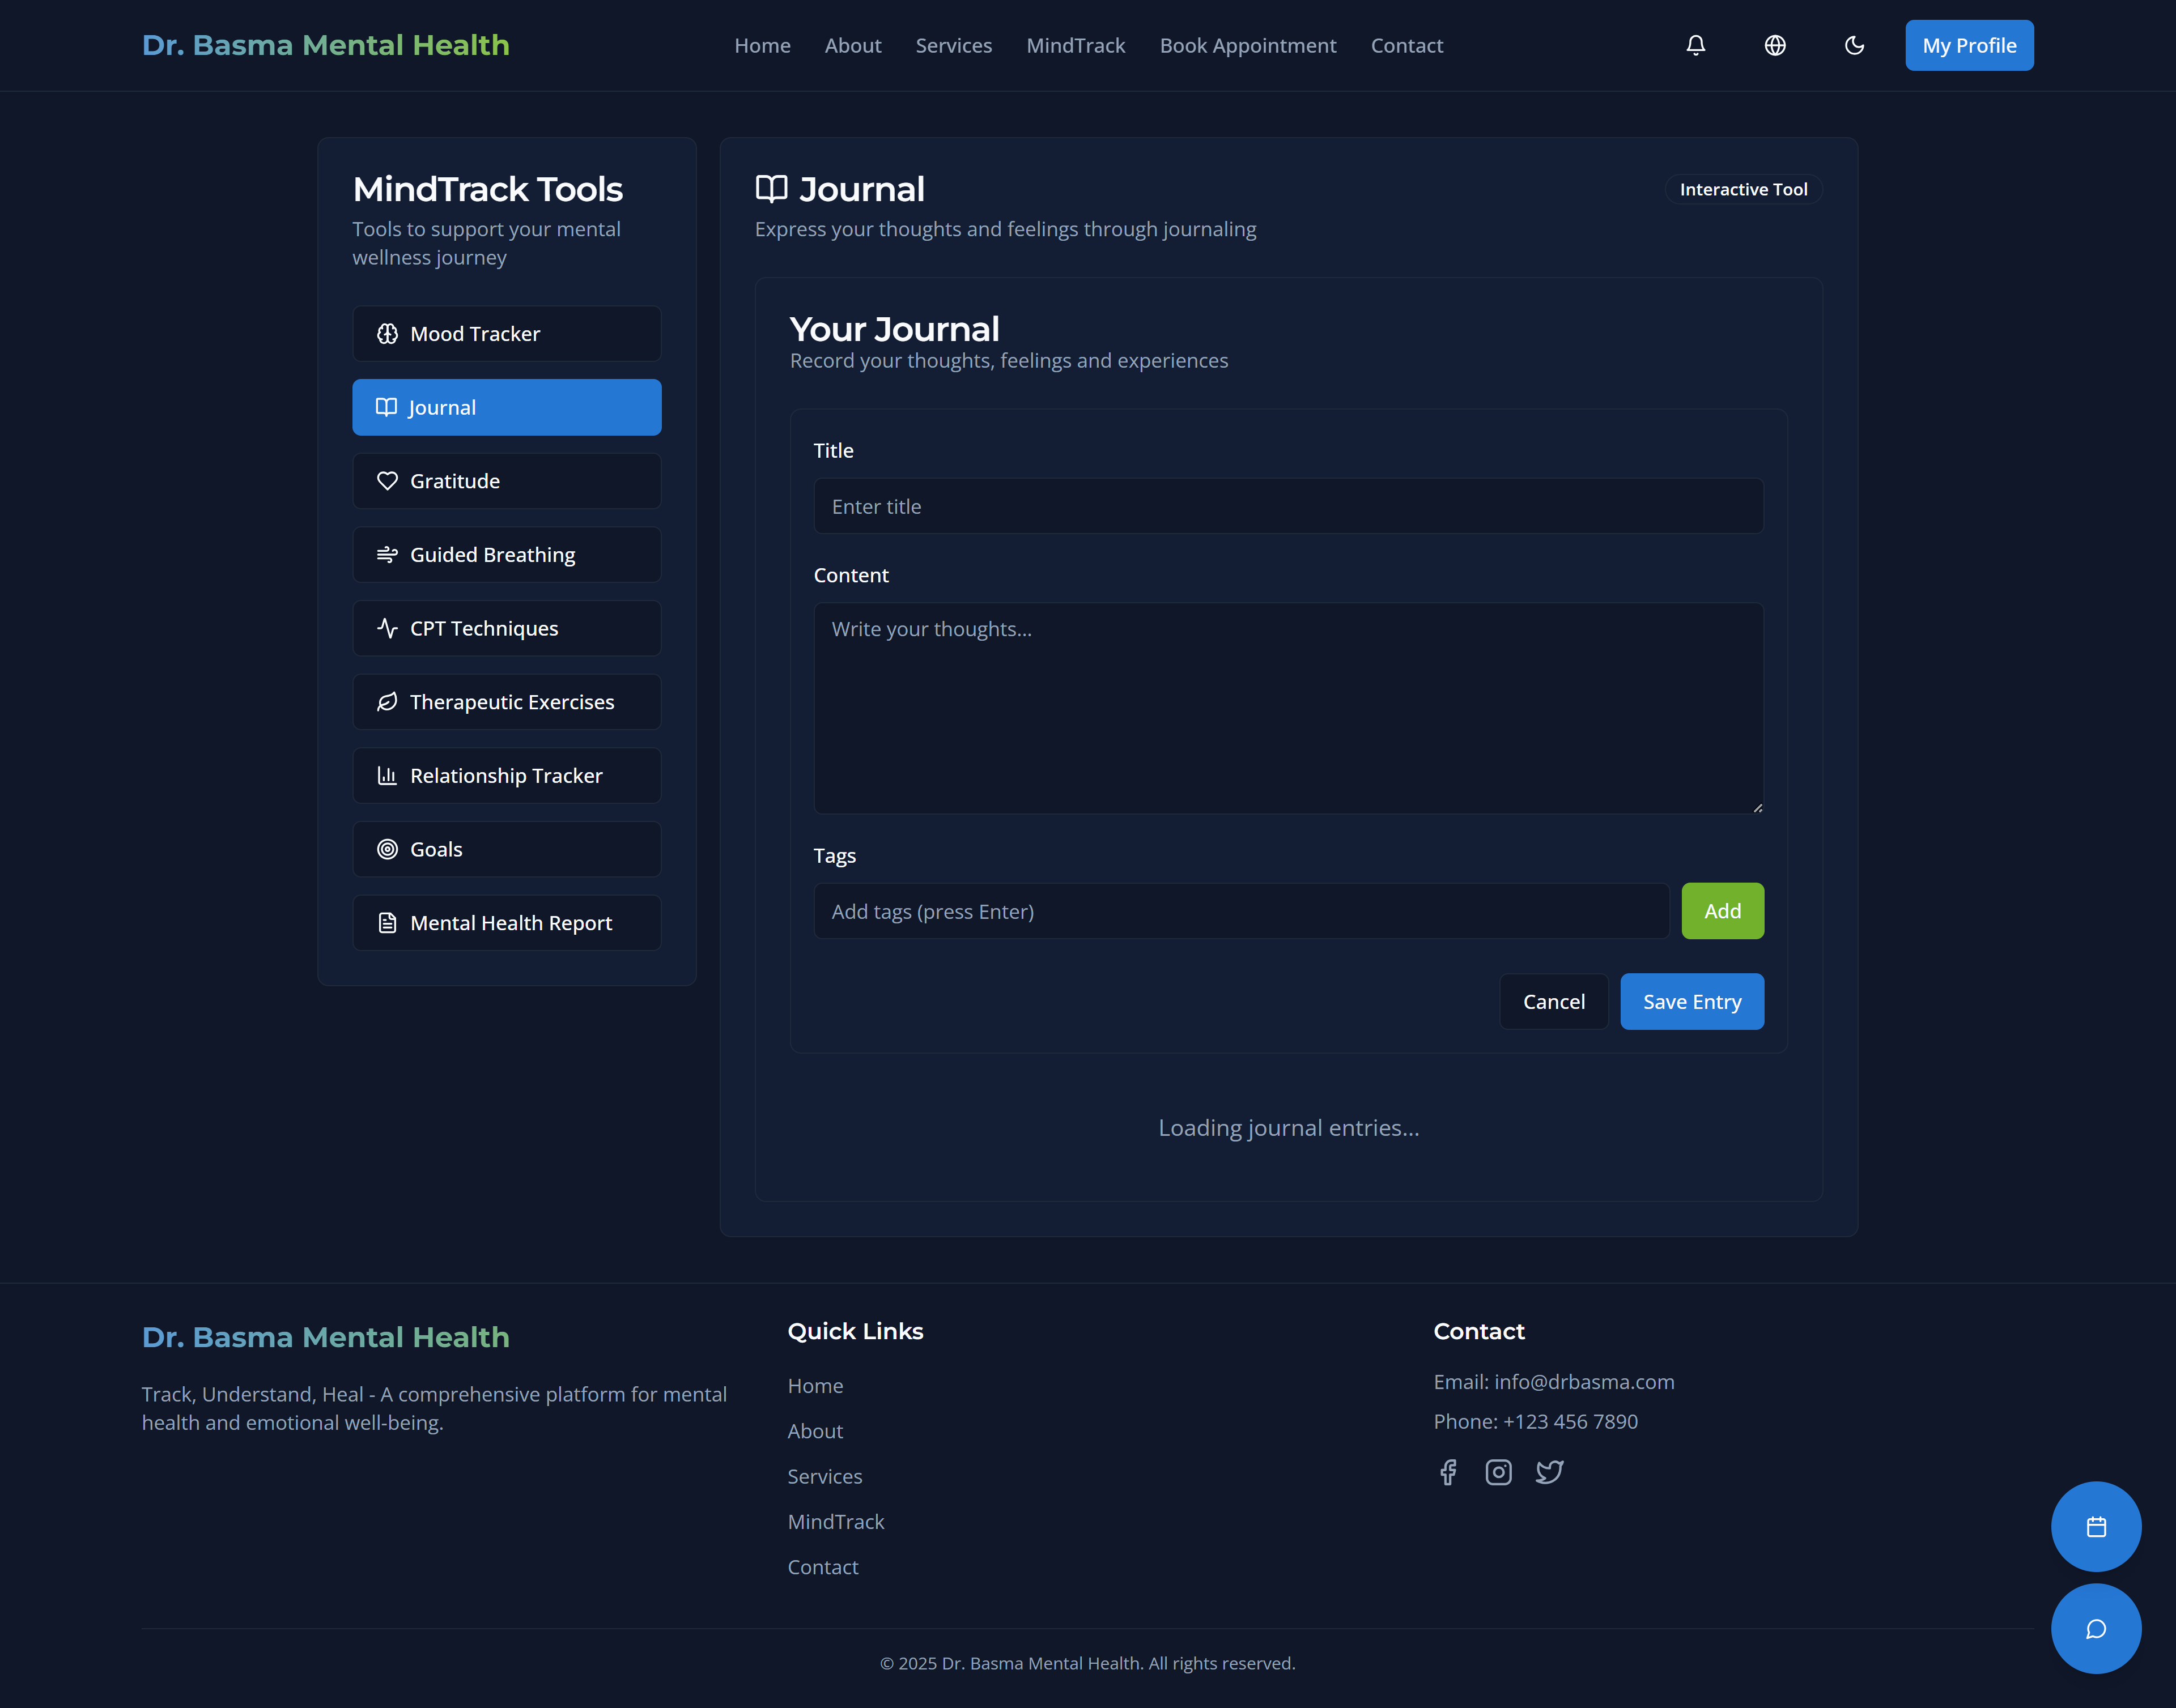 Dr. Basma Mental Health
Home
About
Services
MindTrack
Book Appointment
Contact
My Profile
MindTrack Tools
Tools to support your mental
wellness journey
Mood Tracker
Journal
Gratitude
Guided Breathing
CPT Techniques
Therapeutic Exercises
Relationship Tracker
Goals
Mental Health Report
Journal
Interactive Tool
Express your thoughts and feelings through journaling
Your Journal
Record your thoughts, feelings and experiences
Title
Enter title
Content
Write your thoughts...
Tags
Add tags (press Enter)
Add
Cancel
Save Entry
Loading journal entries...
Dr. Basma Mental Health
Track, Understand, Heal - A comprehensive platform for mental
health and emotional well-being.
Quick Links
Home
About
Services
MindTrack
Contact
Contact
Email: info@drbasma.com
Phone: +123 456 7890
© 2025 Dr. Basma Mental Health. All rights reserved.